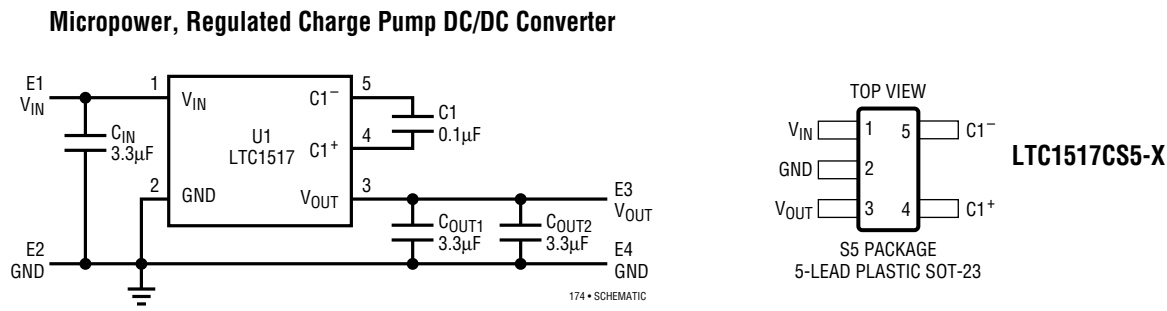 Micropower, Regulated Charge Pump DC/DC Converter
E1
VIN
1
VIN
C1–
5
C1
0.1µF
CIN
3.3µF
U1
LTC1517
C1+
4
2
GND
VOUT
3
E3
VOUT
COUT1
3.3µF
COUT2
3.3µF
E2
GND
E4
GND
174 • SCHEMATIC
TOP VIEW
VIN 1 5 C1–
GND 2
VOUT 3 4 C1+
LTC1517CS5-X
S5 PACKAGE
5-LEAD PLASTIC SOT-23